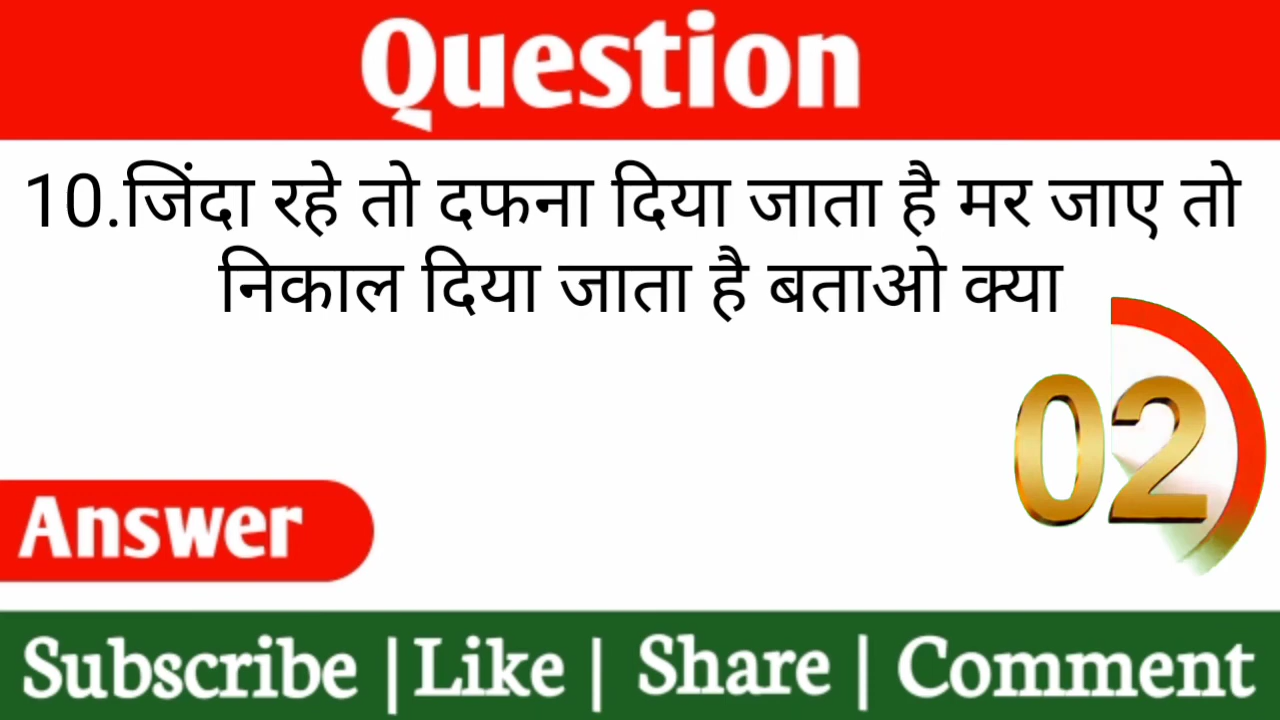 Question
10.जिंदा रहे तो दफना दिया जाता है मर जाए तो
निकाल दिया जाता है बताओ क्या
02
Answer
Subscribe | Like | Share | Comment